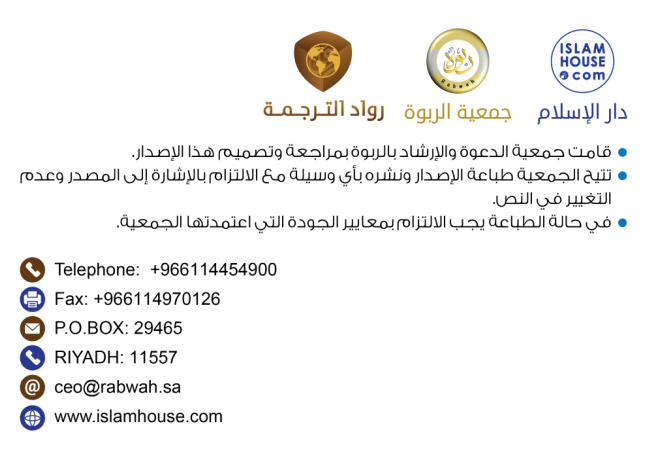 ISLAM
HOUSE
com
ربوة
Rabwah
دار الإسلام
جمعية الربوة
رواد التـرجـمـة
قامت جمعية الدعوة والإرشاد بالربوة بمراجعة وتصميم هذا الإصدار.
تتيح الجمعية طباعة الإصدار ونشره بأي وسيلة مع الالتزام بالإشارة إلى المصدر وعدم
التغيير في النص.
في حالة الطباعة يجب الالتزام بمعايير الجودة التي اعتمدتها الجمعية.
Telephone: +966114454900
Fax: +966114970126
P.O.BOX: 29465
RIYADH: 11557
ceo@rabwah.sa
www.islamhouse.com